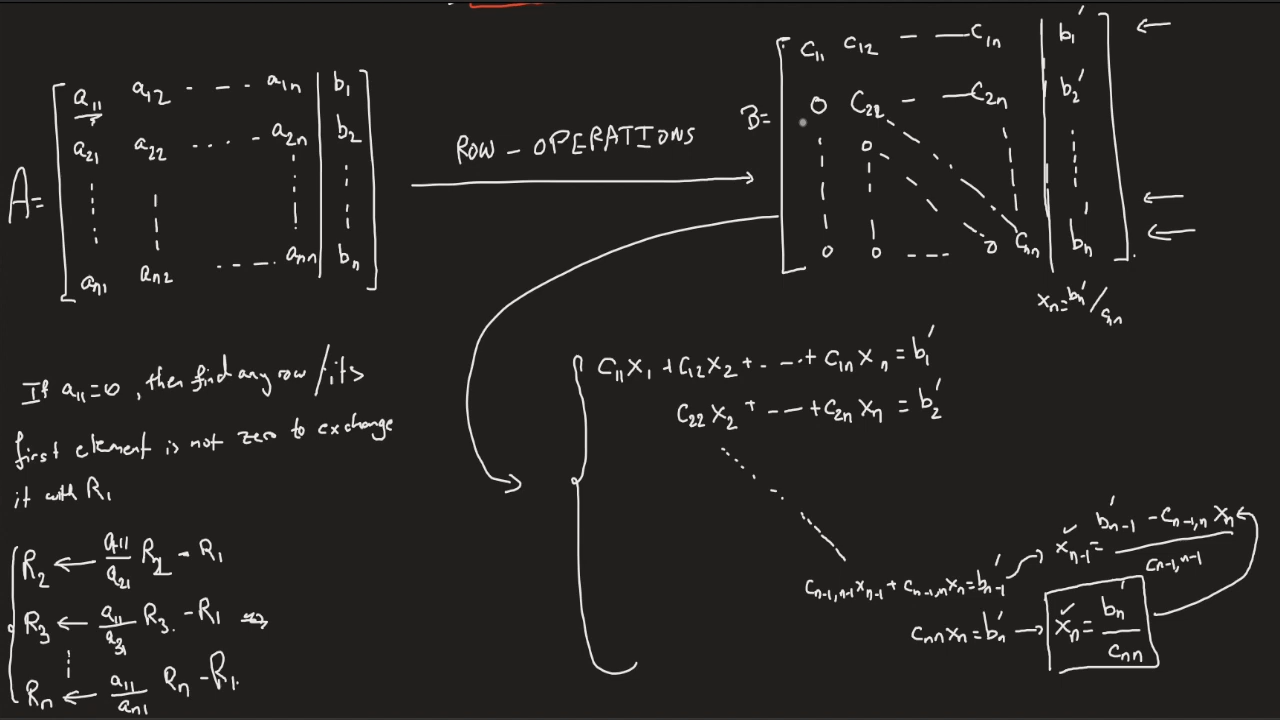 A= [ a₁₁ a₁₂ - - - - a₁ₙ | b₁ ]
a₂₁ a₂₂ . . . . - a₂ₙ | b₂
aₙ₁ aₙ₂ - - - - . aₙₙ | bₙ
ROW - OPERATIONS
B= [ C₁₁ C₁₂ - — C₁ₙ | b₁' ] ←
0 C₂₂ - — C₂ₙ | b₂'
0
←
0 0 - - - 0 Cₙₙ | bₙ' ←
xₙ=bₙ'/cₙₙ
If a₁₁=0, then find any row /its
first element is not zero to exchange
it with R₁
R₂ ← a₁₁/a₂₁ R₂ - R₁
R₃ ← a₁₁/a₃₁ R₃ - R₁ ⇒
Rₙ ← a₁₁/aₙ₁ Rₙ - R₁
C₁₁X₁ + C₁₂X₂ + - - - + C₁ₙXₙ = b₁'
C₂₂X₂ + - - - + C₂ₙXₙ = b₂'
Cₙ₋₁,ₙ₋₁Xₙ₋₁ + Cₙ₋₁,ₙXₙ = b'ₙ₋₁ → Xₙ₋₁ = b'ₙ₋₁ - Cₙ₋₁,ₙ Xₙ / Cₙ₋₁,ₙ₋₁
CₙₙXₙ = bₙ' → Xₙ = bₙ' / Cₙₙ